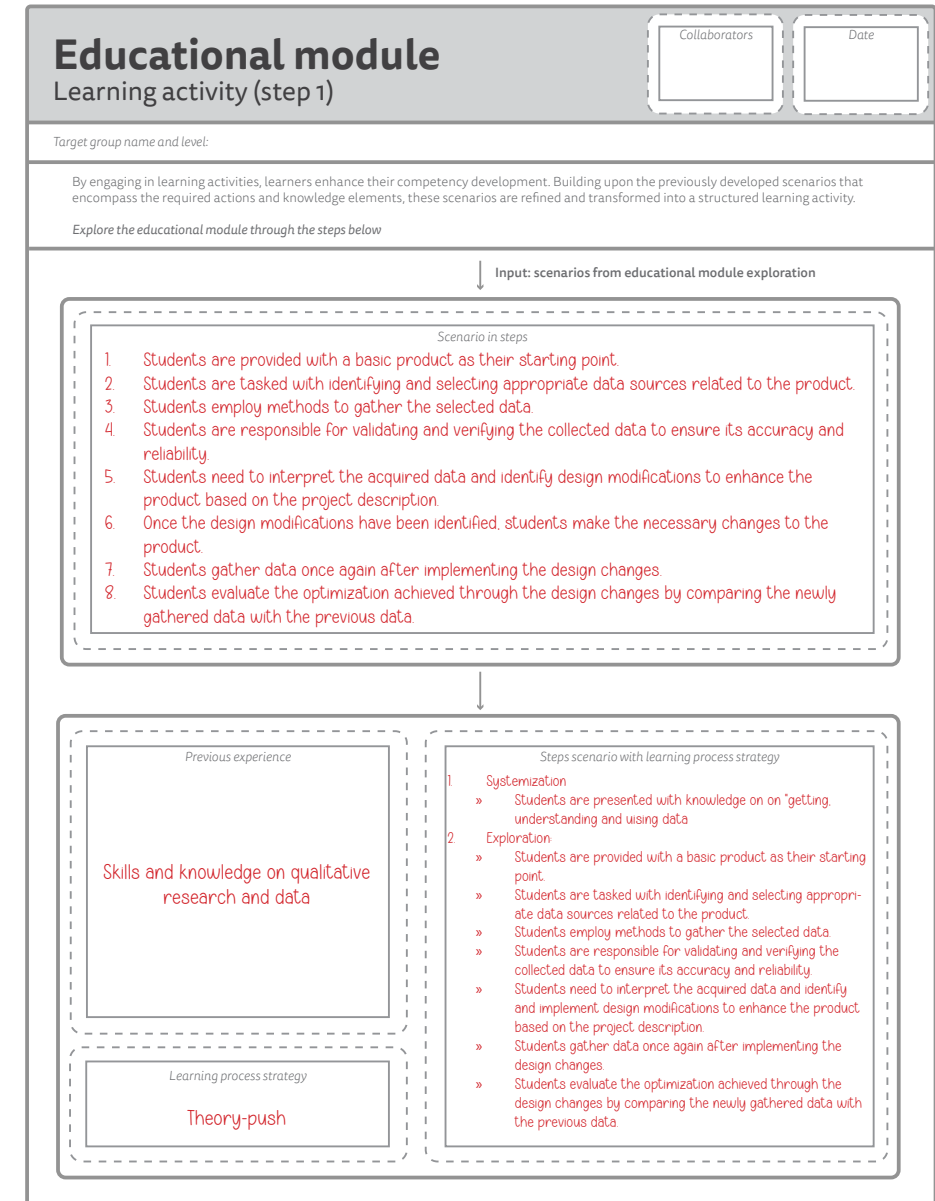 Educational module
Learning activity (step 1)
Collaborators
Date
Target group name and level:
By engaging in learning activities, learners enhance their competency development. Building upon the previously developed scenarios that
encompass the required actions and knowledge elements, these scenarios are refined and transformed into a structured learning activity.
Explore the educational module through the steps below
Input: scenarios from educational module exploration
Scenario in steps
1. Students are provided with a basic product as their starting point.
2. Students are tasked with identifying and selecting appropriate data sources related to the product.
3. Students employ methods to gather the selected data.
4. Students are responsible for validating and verifying the collected data to ensure its accuracy and
reliability.
5. Students need to interpret the acquired data and identify design modifications to enhance the
product based on the project description.
6. Once the design modifications have been identified, students make the necessary changes to the
product.
7. Students gather data once again after implementing the design changes.
8. Students evaluate the optimization achieved through the design changes by comparing the newly
gathered data with the previous data.
Previous experience
Skills and knowledge on qualitative
research and data
Learning process strategy
Theory-push
Steps scenario with learning process strategy
1. Systemization
» Students are presented with knowledge on on "getting,
understanding and uising data
2. Exploration
» Students are provided with a basic product as their starting
point.
» Students are tasked with identifying and selecting appropri-
ate data sources related to the product.
» Students employ methods to gather the selected data.
» Students are responsible for validating and verifying the
collected data to ensure its accuracy and reliability.
» Students need to interpret the acquired data and identify
and implement design modifications to enhance the product
based on the project description.
» Students gather data once again after implementing the
design changes.
» Students evaluate the optimization achieved through the
design changes by comparing the newly gathered data with
the previous data.